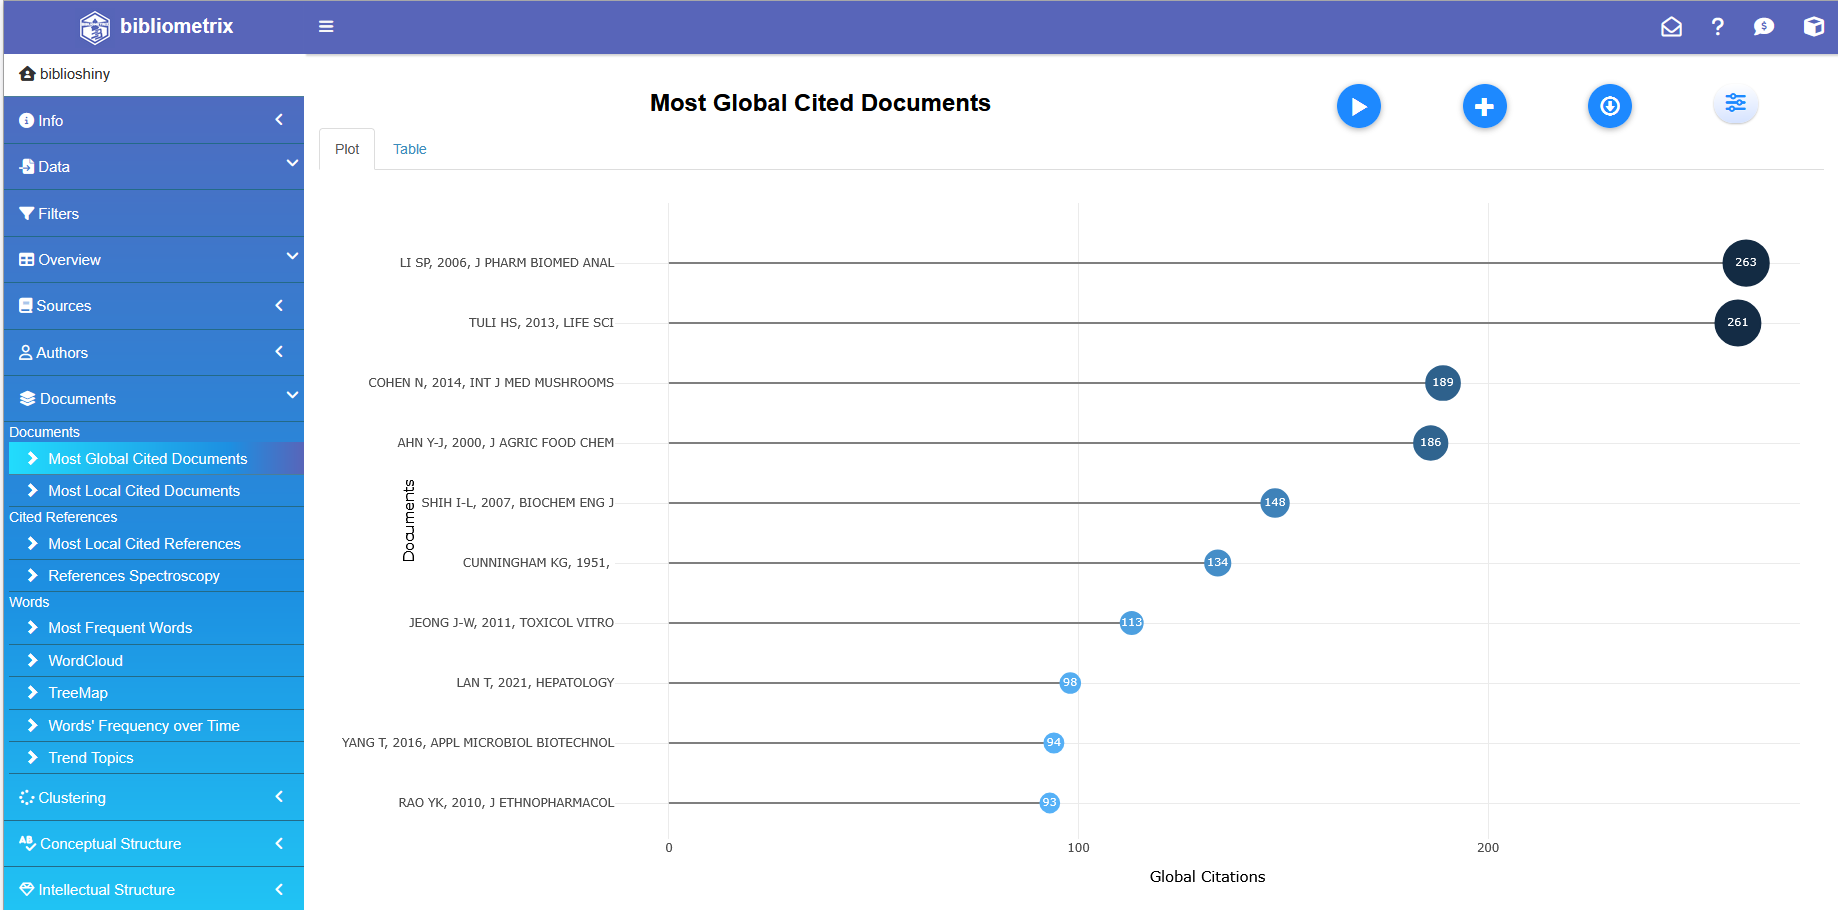 bibliometrix
biblioshiny
Info
Data
Filters
Overview
Sources
Authors
Documents
Documents
Most Global Cited Documents
Most Local Cited Documents
Cited References
Most Local Cited References
References Spectroscopy
Words
Most Frequent Words
WordCloud
TreeMap
Words' Frequency over Time
Trend Topics
Clustering
Conceptual Structure
Intellectual Structure
Most Global Cited Documents
Plot Table
Documents
LI SP, 2006, J PHARM BIOMED ANAL 263
TULI HS, 2013, LIFE SCI 261
COHEN N, 2014, INT J MED MUSHROOMS 189
AHN Y-J, 2000, J AGRIC FOOD CHEM 186
SHIH I-L, 2007, BIOCHEM ENG J 148
CUNNINGHAM KG, 1951, 134
JEONG J-W, 2011, TOXICOL VITRO 113
LAN T, 2021, HEPATOLOGY 98
YANG T, 2016, APPL MICROBIOL BIOTECHNOL 94
RAO YK, 2010, J ETHNOPHARMACOL 93
0 100 200
Global Citations